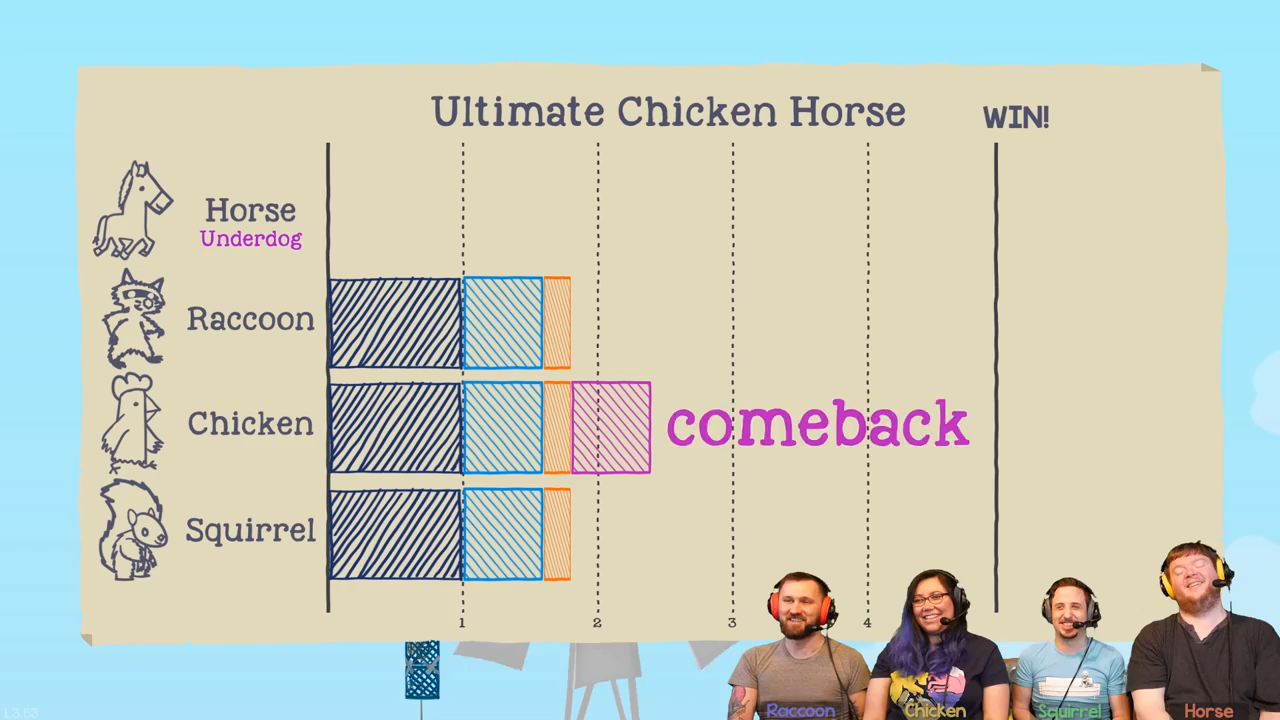 Ultimate Chicken Horse
WIN!
Horse
Underdog
Raccoon
Chicken
comeback
Squirrel
1
2
3
4
Raccoon
Chicken
Squirrel
Horse